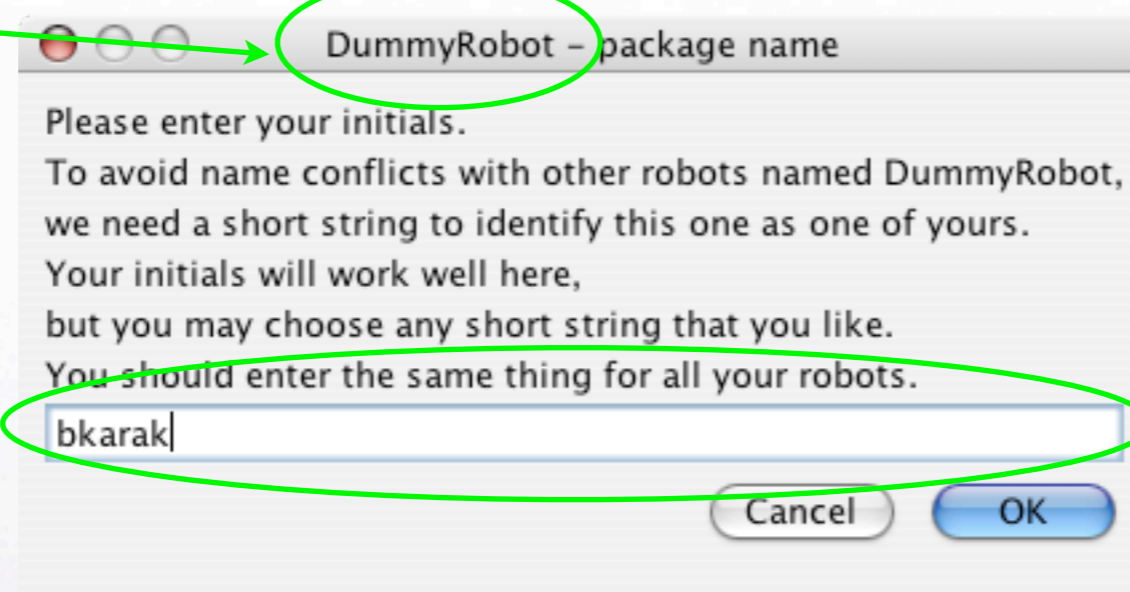 DummyRobot – package name
Please enter your initials.
To avoid name conflicts with other robots named DummyRobot,
we need a short string to identify this one as one of yours.
Your initials will work well here,
but you may choose any short string that you like.
You should enter the same thing for all your robots.
bkarak
Cancel OK